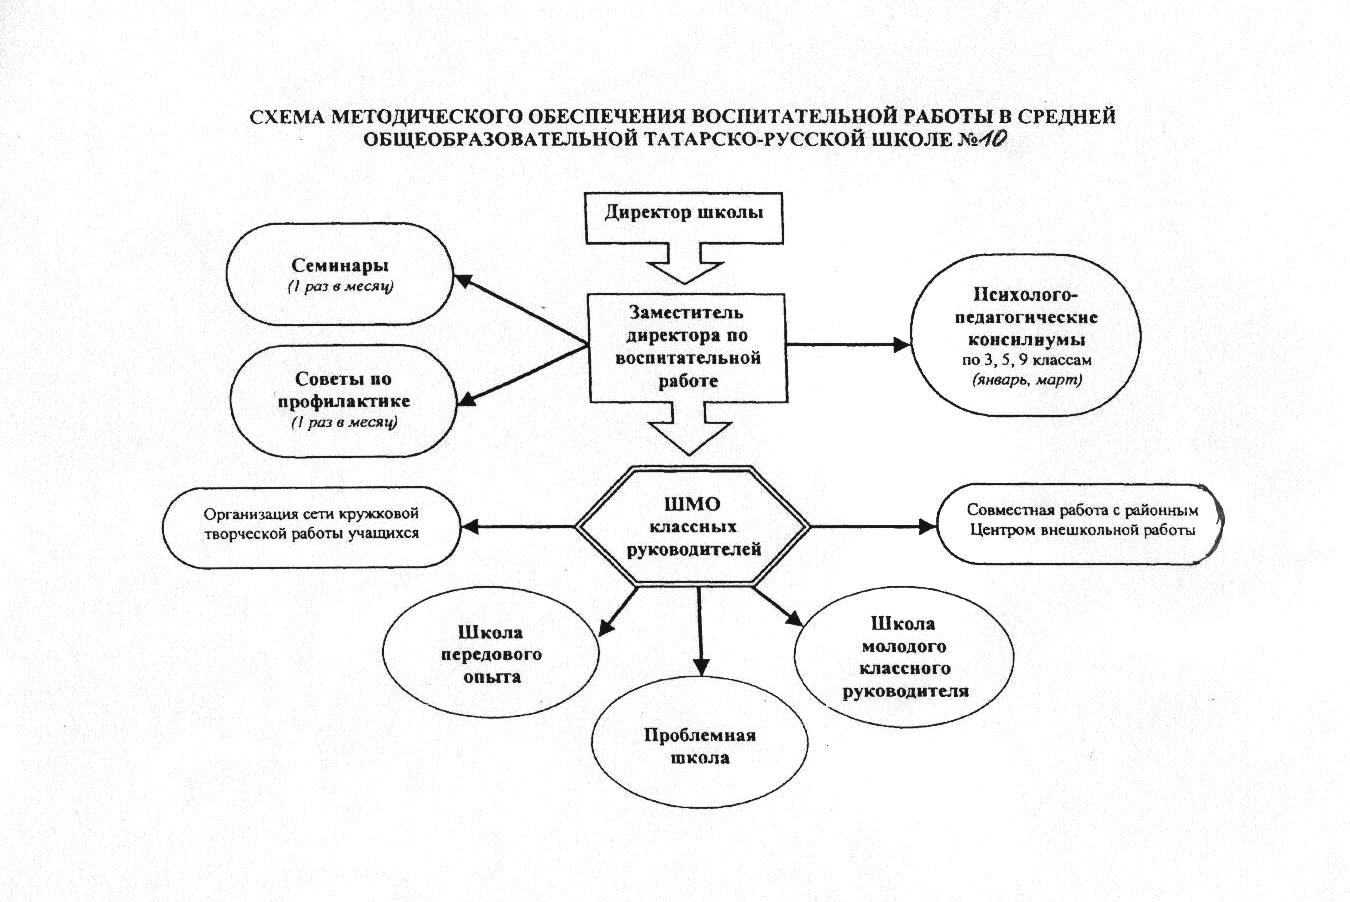 СХЕМА МЕТОДИЧЕСКОГО ОБЕСПЕЧЕНИЯ ВОСПИТАТЕЛЬНОЙ РАБОТЫ В СРЕДНЕЙ
ОБЩЕОБРАЗОВАТЕЛЬНОЙ ТАТАРСКО-РУССКОЙ ШКОЛЕ №10
Директор школы
Семинары
(1 раз в месяц)
Заместитель
директора по
воспитательной
работе
Психолого-
педагогические
консилиумы
по 3, 5, 9 классам
(январь, март)
Советы по
профилактике
(1 раз в месяц)
Организация сети кружковой
творческой работы учащихся
ШМО
классных
руководителей
Совместная работа с районным
Центром внешкольной работы
Школа
передового
опыта
Проблемная
школа
Школа
молодого
классного
руководителя